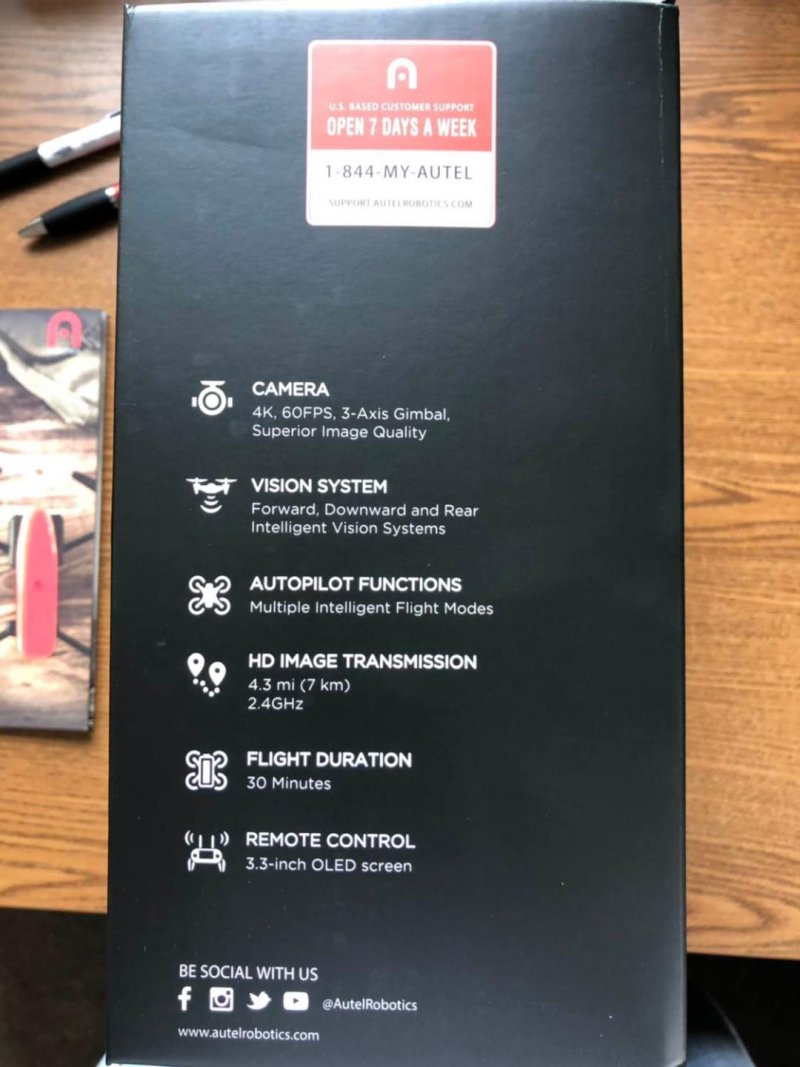 U.S. BASED CUSTOMER SUPPORT
OPEN 7 DAYS A WEEK
1-844-MY-AUTEL
SUPPORT.AUTELROBOTICS.COM
CAMERA
4K, 60FPS, 3-Axis Gimbal,
Superior Image Quality
VISION SYSTEM
Forward, Downward and Rear
Intelligent Vision Systems
AUTOPILOT FUNCTIONS
Multiple Intelligent Flight Modes
HD IMAGE TRANSMISSION
4.3 mi (7 km)
2.4GHz
FLIGHT DURATION
30 Minutes
REMOTE CONTROL
3.3-inch OLED screen
BE SOCIAL WITH US
@AutelRobotics
www.autelrobotics.com